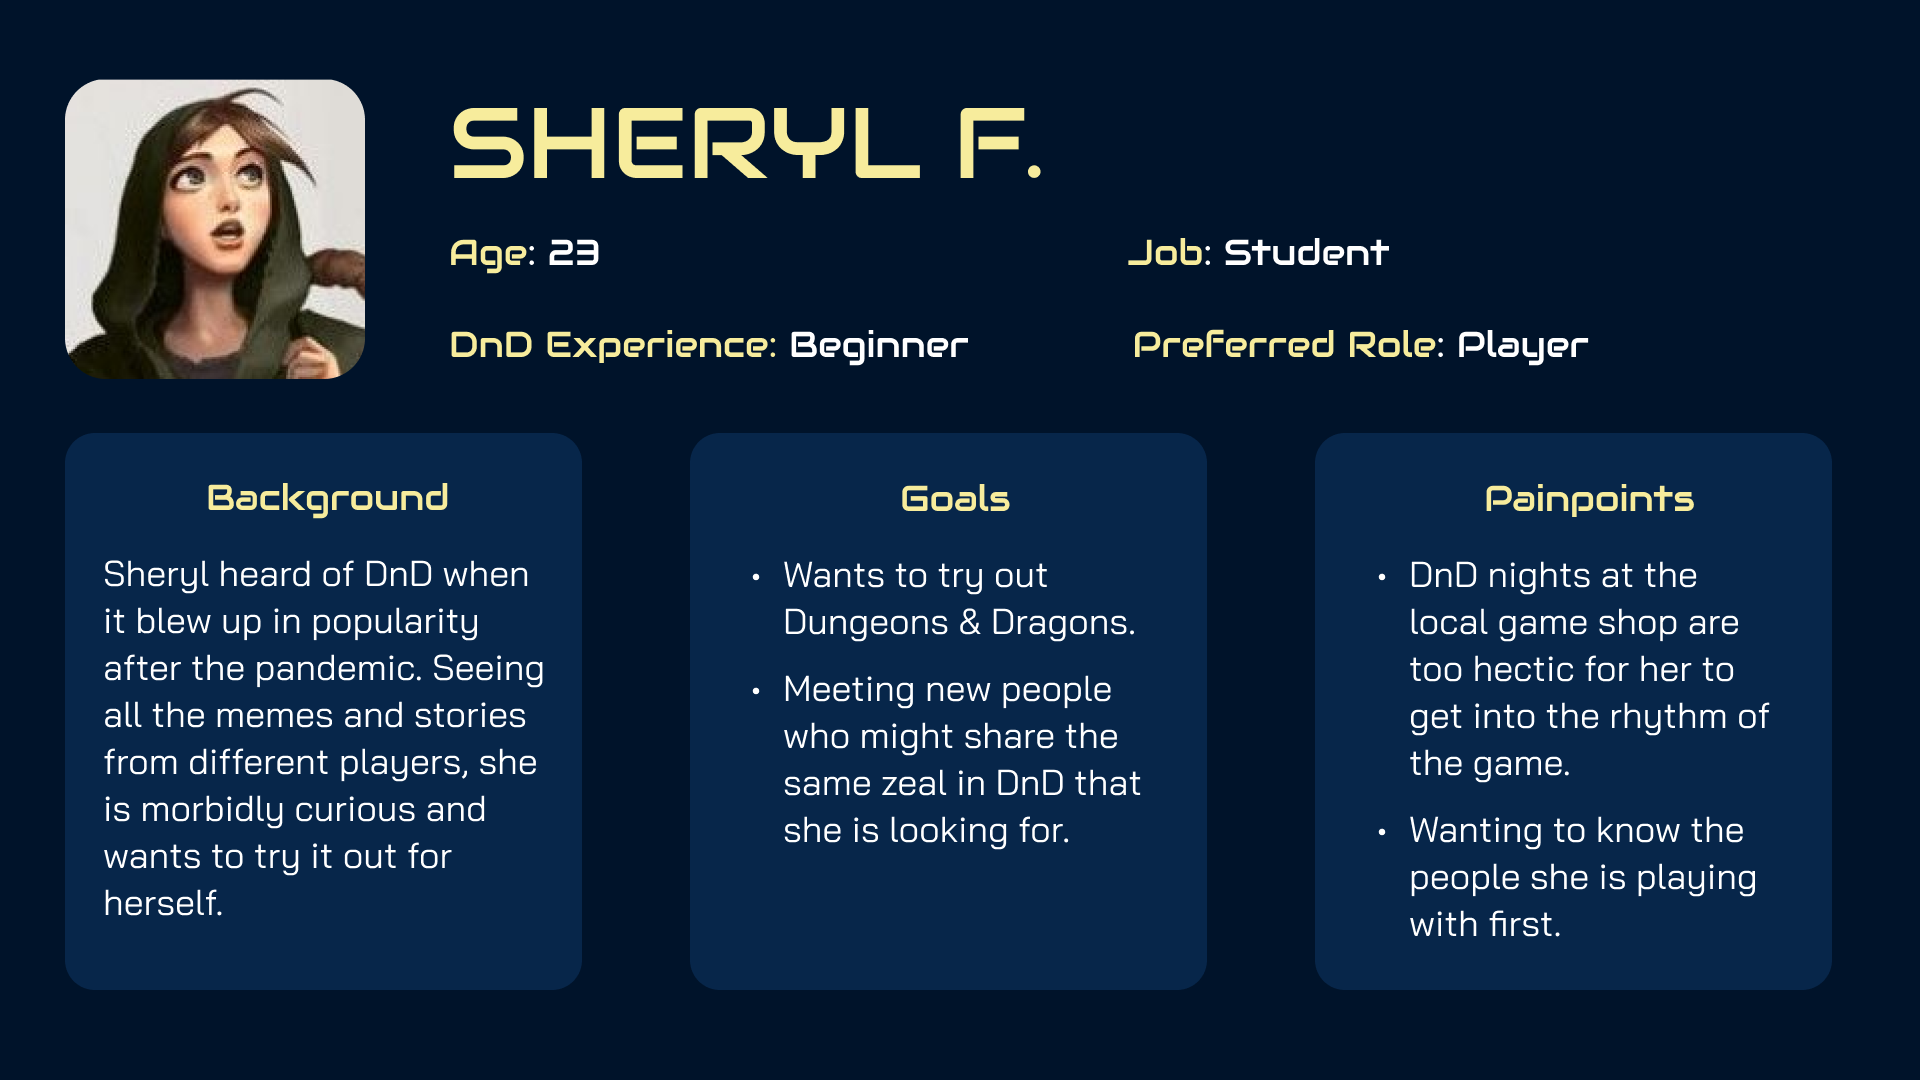 SHERYL F.
Age: 23
Job: Student
DnD Experience: Beginner
Preferred Role: Player
Background
Sheryl heard of DnD when
it blew up in popularity
after the pandemic. Seeing
all the memes and stories
from different players, she
is morbidly curious and
wants to try it out for
herself.
Goals
• Wants to try out
Dungeons & Dragons.
• Meeting new people
who might share the
same zeal in DnD that
she is looking for.
Painpoints
• DnD nights at the
local game shop are
too hectic for her to
get into the rhythm of
the game.
• Wanting to know the
people she is playing
with first.